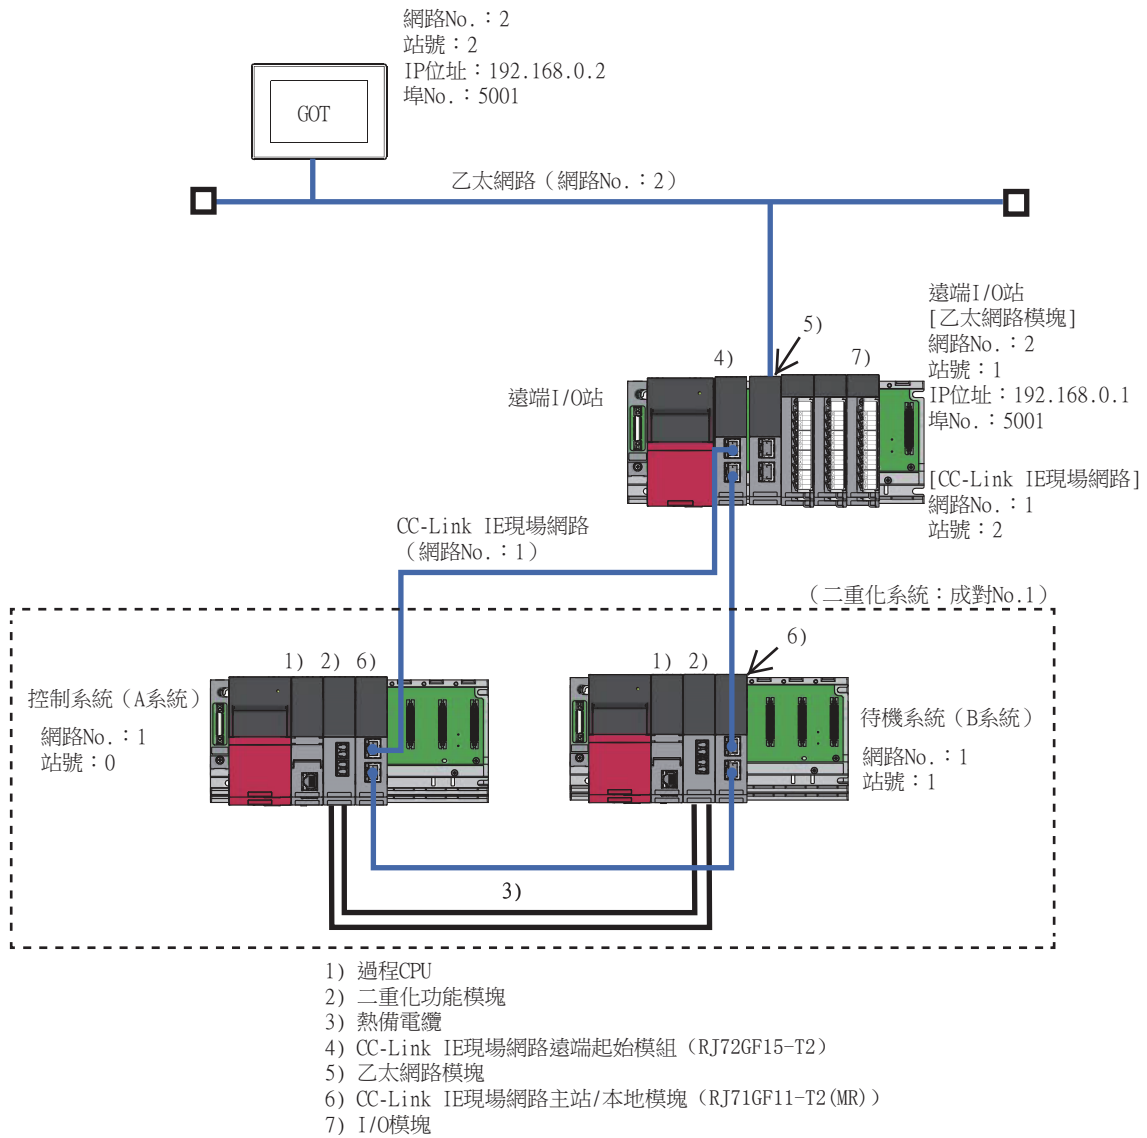 網路No.：2
站號：2
IP位址：192.168.0.2
埠No.：5001
GOT
乙太網路（網路No.：2）
遠端I/O站
[乙太網路模塊]
網路No.：2
站號：1
IP位址：192.168.0.1
埠No.：5001
5)
4)
7)
遠端I/O站
[CC-Link IE現場網路]
網路No.：1
站號：2
CC-Link IE現場網路
（網路No.：1）
（二重化系統：成對No.1）
6)
1) 2) 6)
1) 2)
控制系統（A系統）
網路No.：1
站號：0
待機系統（B系統）
網路No.：1
站號：1
3)
1) 過程CPU
2) 二重化功能模塊
3) 熱備電纜
4) CC-Link IE現場網路遠端起始模組（RJ72GF15-T2）
5) 乙太網路模塊
6) CC-Link IE現場網路主站/本地模塊（RJ71GF11-T2(MR)）
7) I/O模塊